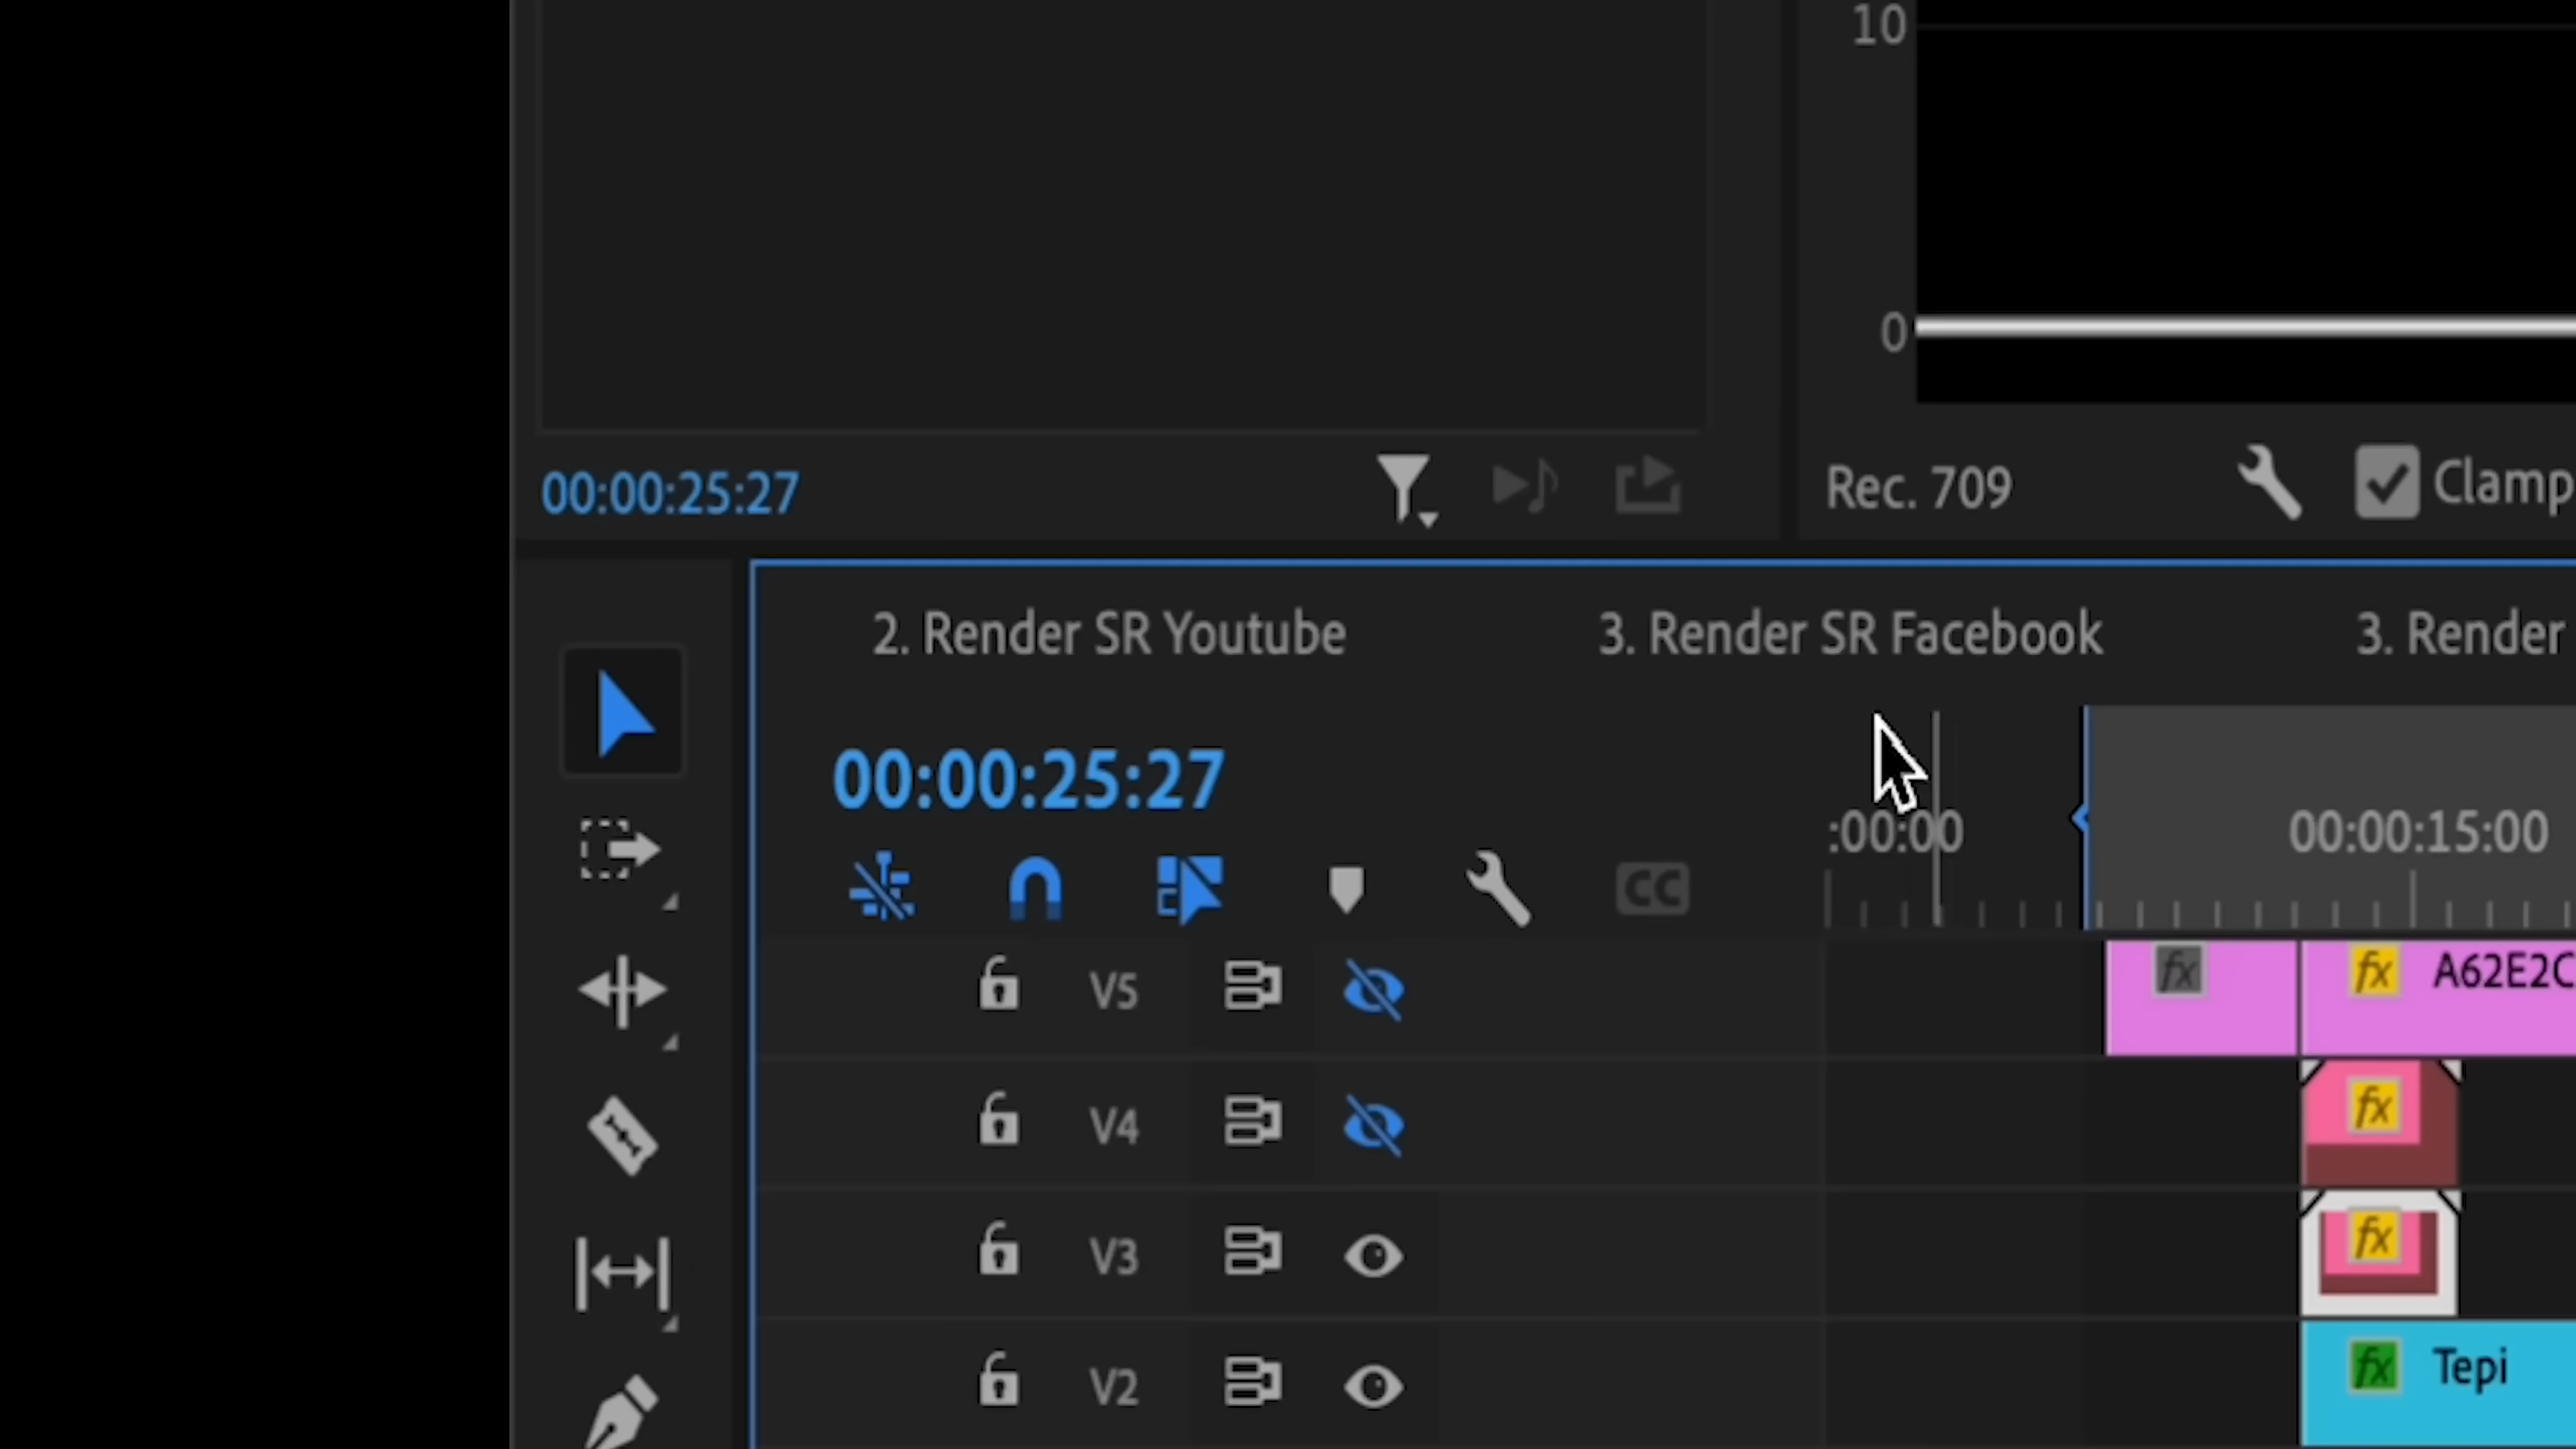 10
0
00:00:25:27
Rec. 709
Clamp
2. Render SR Youtube
3. Render SR Facebook
3. Render
00:00:25:27
:00:00
00:00:15:00
CC
V5
fx
fx
A62E2C
V4
fx
V3
fx
V2
fx
Tepi